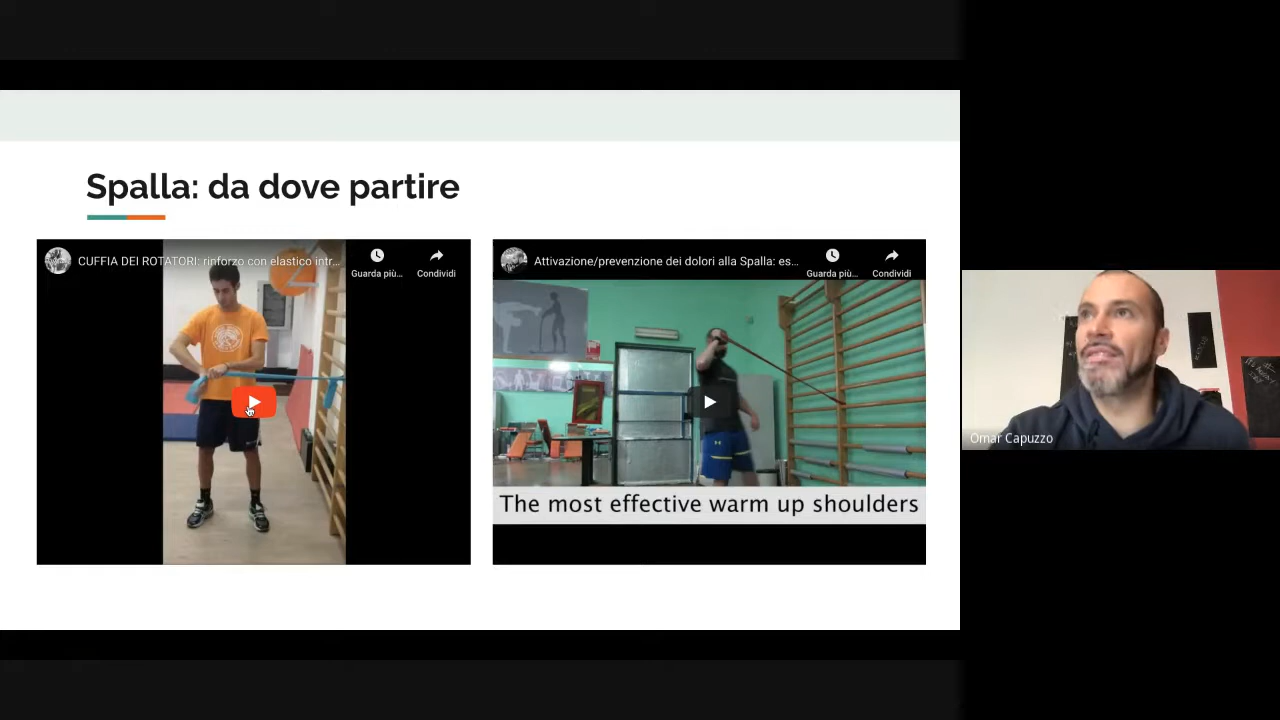 Spalla: da dove partire
CUFFIA DEI ROTATORI: rinforzo con elastico intr...
Guarda più...
Condividi
Attivazione/prevenzione dei dolori alla Spalla: es...
Guarda più...
Condividi
The most effective warm up shoulders
Omar Capuzzo